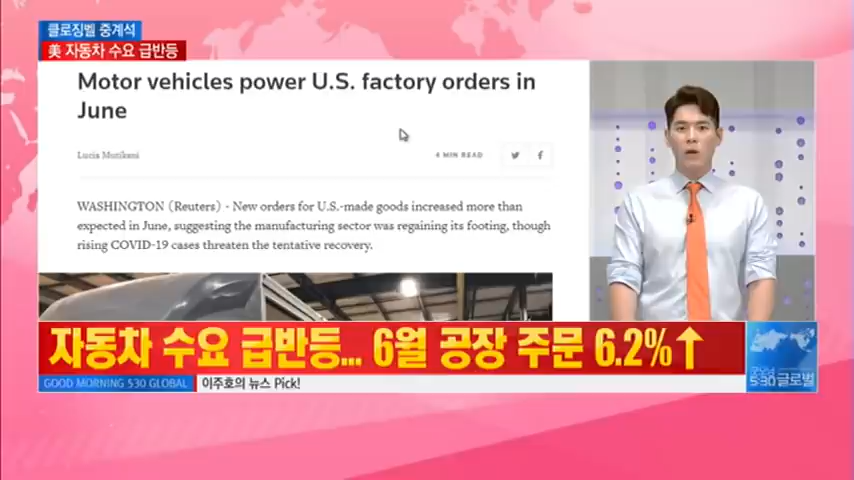 클로징벨 중계석
美 자동차 수요 급반등
Motor vehicles power U.S. factory orders in
June
Lucia Mutikani
4 MIN READ
WASHINGTON (Reuters) - New orders for U.S.-made goods increased more than
expected in June, suggesting the manufacturing sector was regaining its footing, though
rising COVID-19 cases threaten the tentative recovery.
자동차 수요 급반등... 6월 공장 주문 6.2%↑
GOOD MORNING 530 GLOBAL
이주호의 뉴스 Pick!
5:30 글로벌